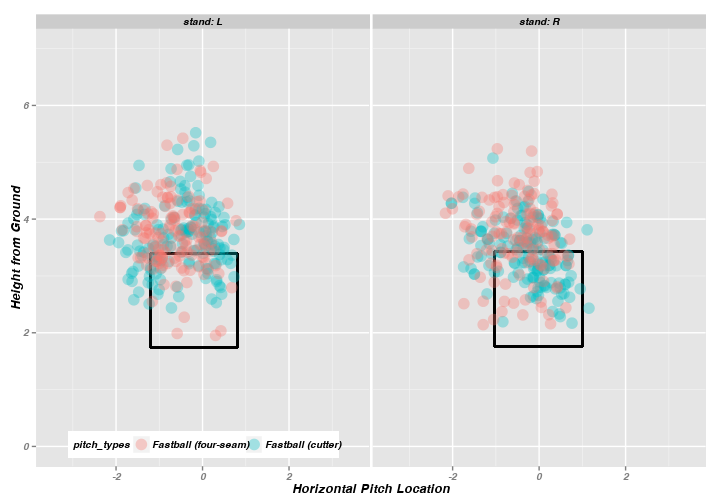 stand: L
stand: R
Height from Ground
6
4
2
0
pitch_types Fastball (four-seam) Fastball (cutter)
-2 0 2 -2 0 2
Horizontal Pitch Location